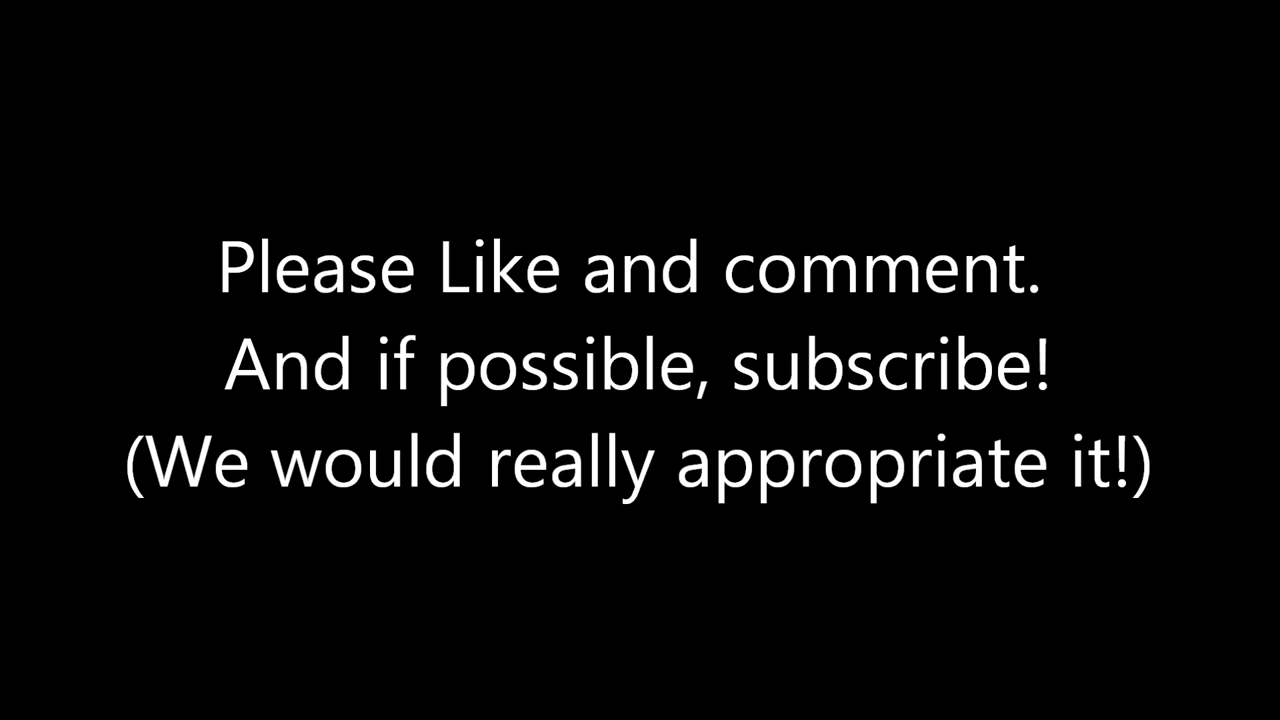 Please Like and comment.
And if possible, subscribe!
(We would really appropriate it!)